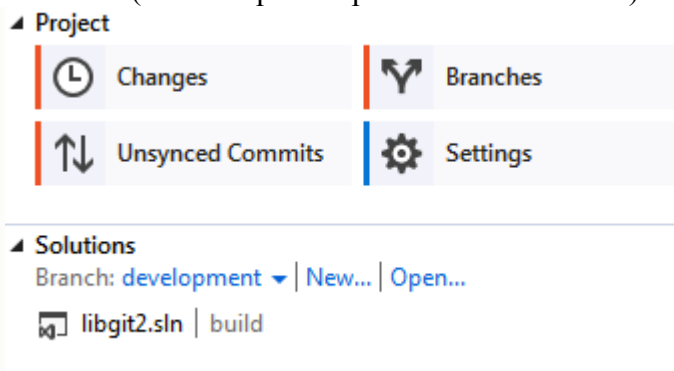 Project
Changes
Branches
Unsynced Commits
Settings
Solutions
Branch: development | New... | Open...
libgit2.sln | build